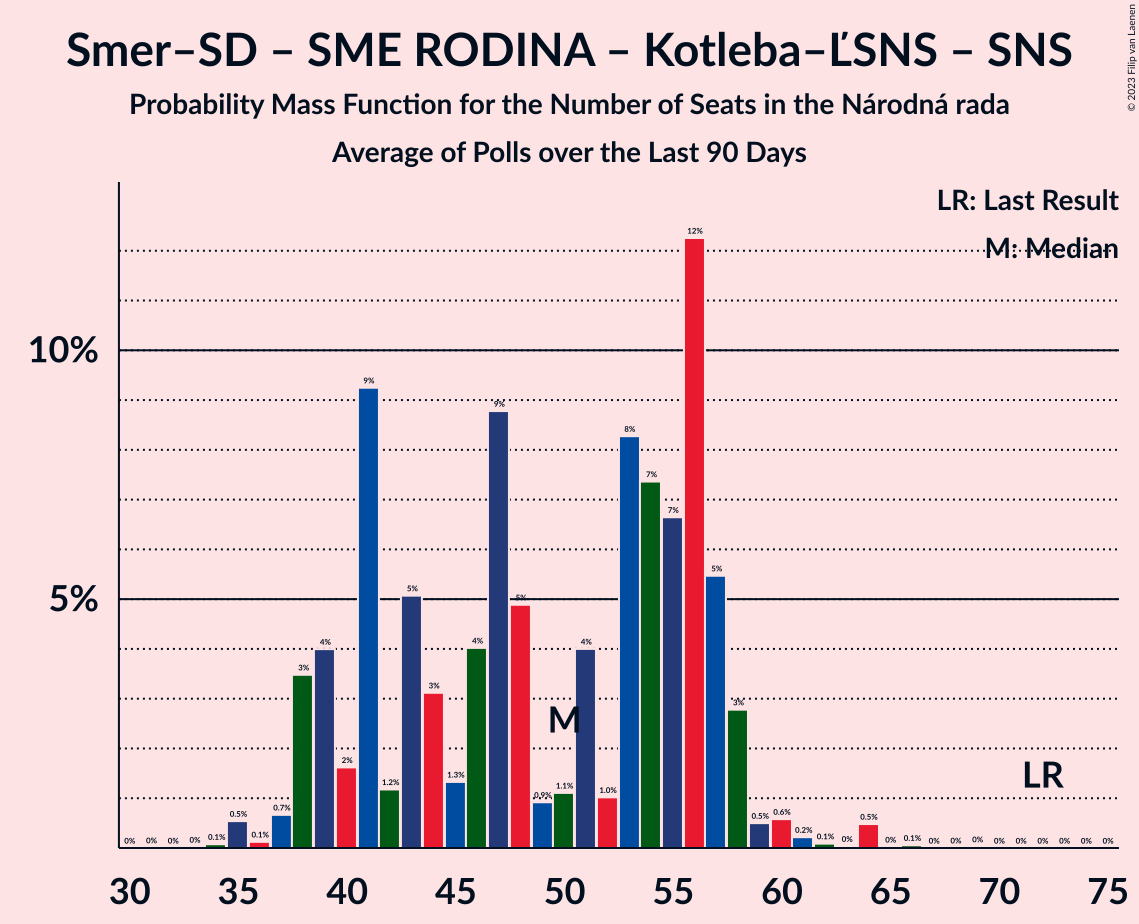 Smer–SD – SME RODINA – Kotleba–ĽSNS – SNS
Probability Mass Function for the Number of Seats in the Národná rada
Average of Polls over the Last 90 Days
© 2023 Filip van Laenen
LR: Last Result
M: Median
10%
5%
0% 0% 0% 0% 0.1% 0.5% 0.1% 0.7% 3% 4% 2% 9% 1.2% 5% 3% 1.3% 4% 9% 5% 0.9% 1.1% 4% 1.0% 8% 7% 7% 12% 5% 3% 0.5% 0.6% 0.2% 0.1% 0% 0.5% 0% 0.1% 0% 0% 0% 0% 0% 0% 0% 0% 0%
M
LR
30 35 40 45 50 55 60 65 70 75